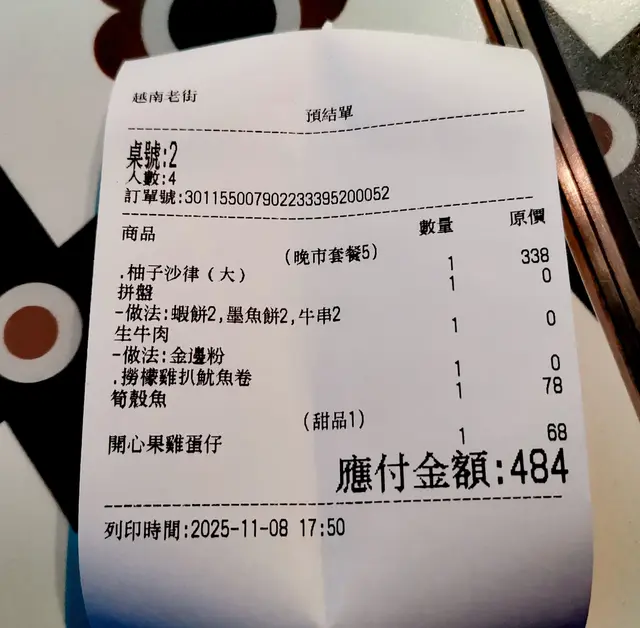 越南老街
預結單
桌號:2
人數:4
訂單號:301155007902233395200052
商品 數量 原價
(晚市套餐5)
.柚子沙律（大） 1 338
拼盤 1 0
-做法:蝦餅2,墨魚餅2,牛串2
生牛肉 1 0
-做法:金邊粉
.撈檬雞扒魷魚卷 1 0
筍殼魚 1 78
(甜品1)
開心果雞蛋仔 1 68
應付金額:484
列印時間:2025-11-08 17:50